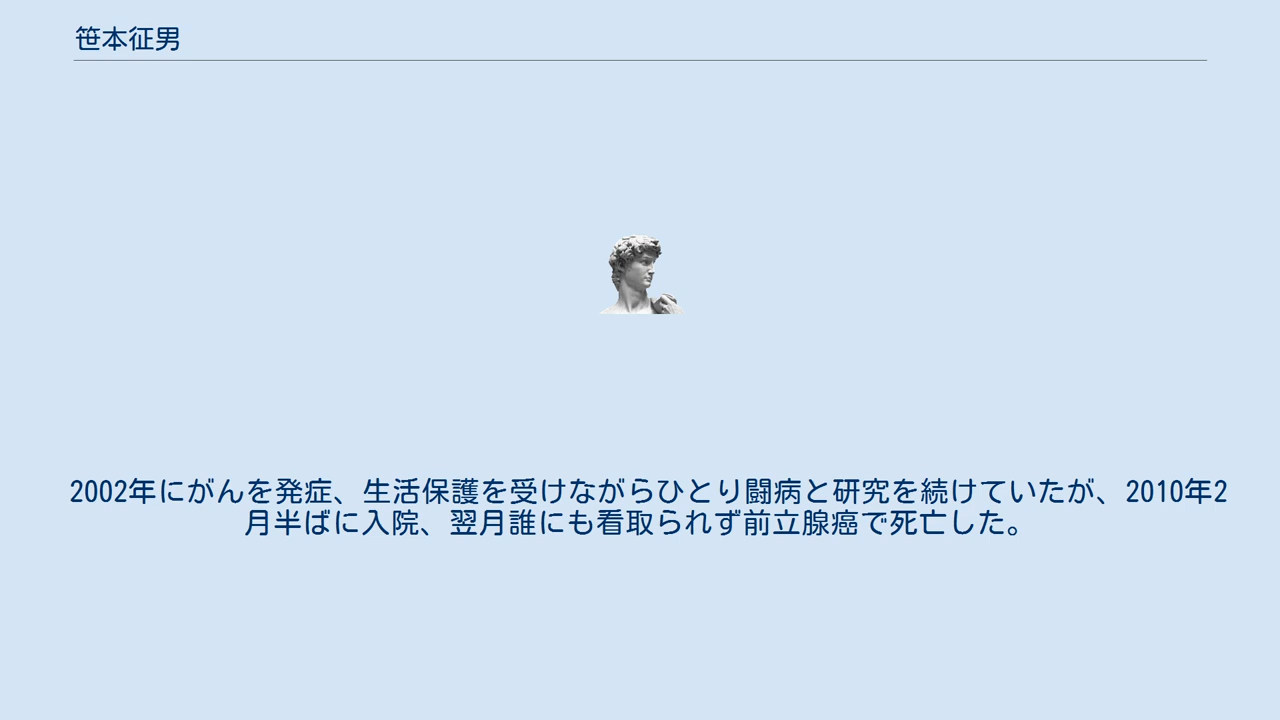 笹本征男
2002年にがんを発症、生活保護を受けながらひとり闘病と研究を続けていたが、2010年2
月半ばに入院、翌月誰にも看取られず前立腺癌で死亡した。